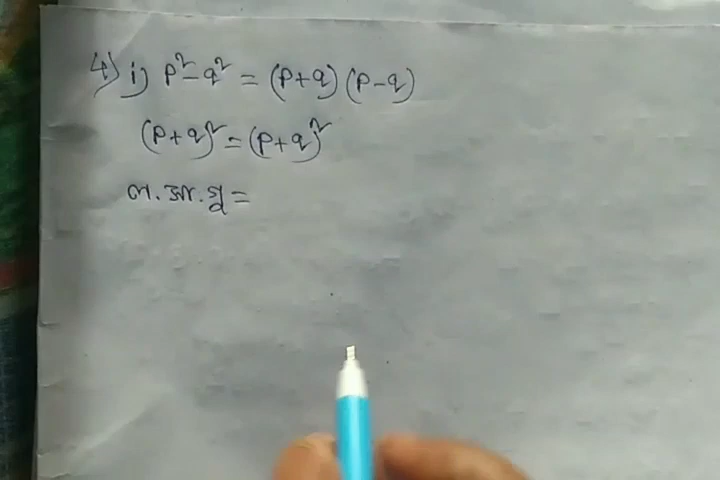 4) i) p² - q² = (p+q) (p-q)
(p+q)² = (p+q)²
ল. সা. গু =